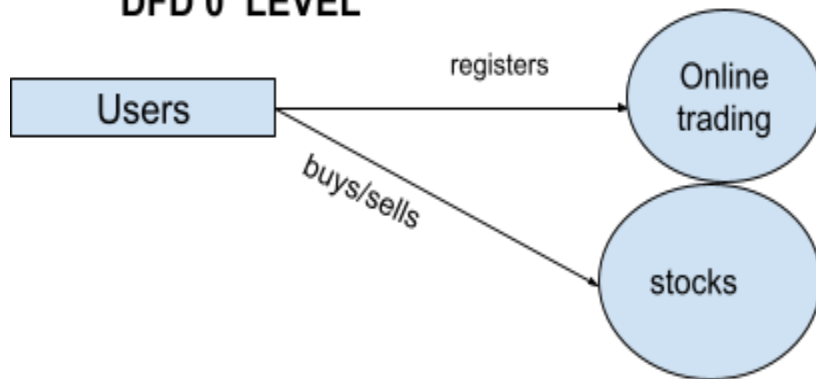 DFD 0 LEVEL
registers
Online
trading
Users
buys/sells
stocks